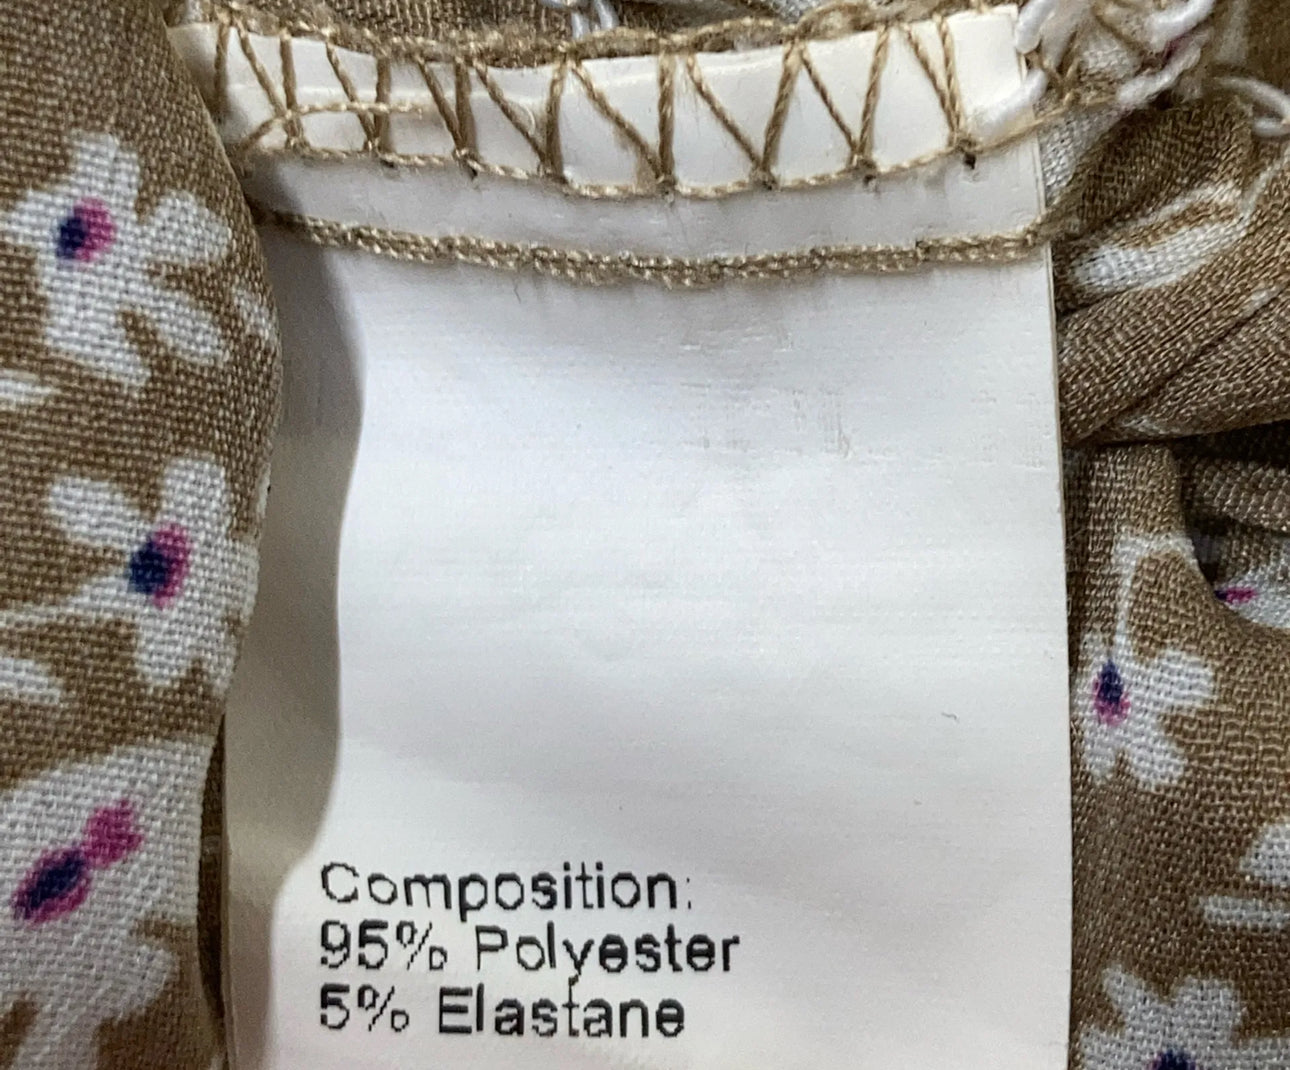 Composition:
95% Polyester
5% Elastane